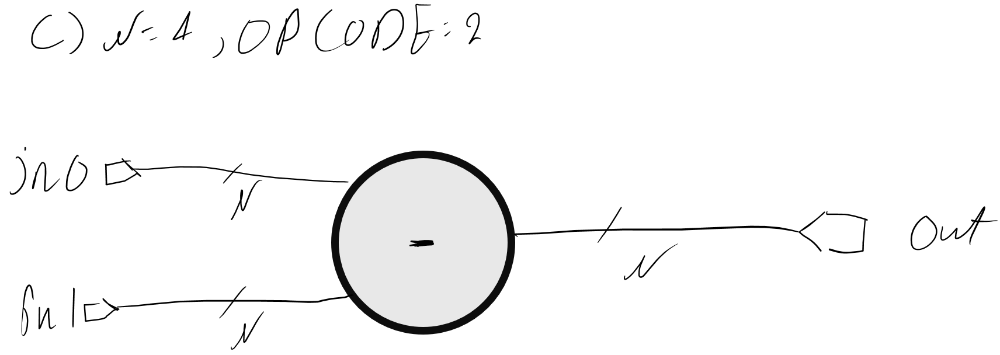 C) N=4, OPCODE=2
in0
N
-
N
out
in1
N